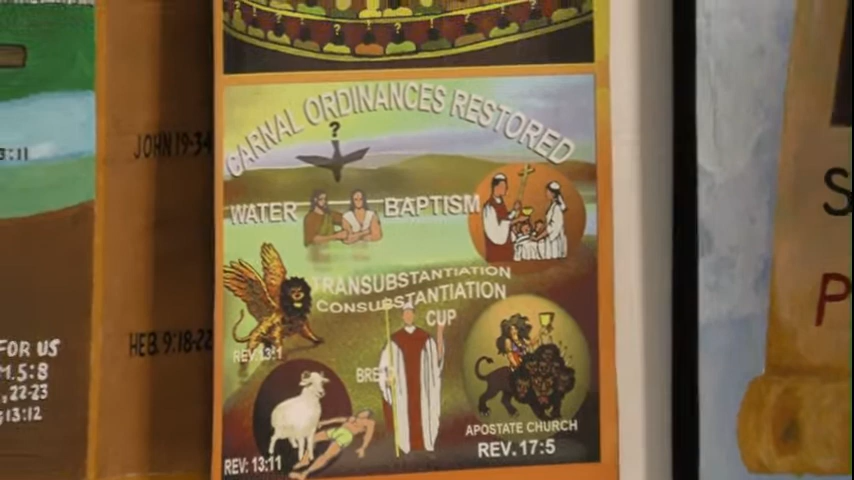 3:11
JOHN 19-34
HEB 9:18-22
FOR US
M.5:8
,22-23
13:12
?
?
?
?
CARNAL ORDINANCES RESTORED
?
WATER BAPTISM
TRANSUBSTANTIATION
CONSUBSTANTIATION
CUP
REV 13:1
BRE
APOSTATE CHURCH
REV. 17:5
REV: 13:11
S
P